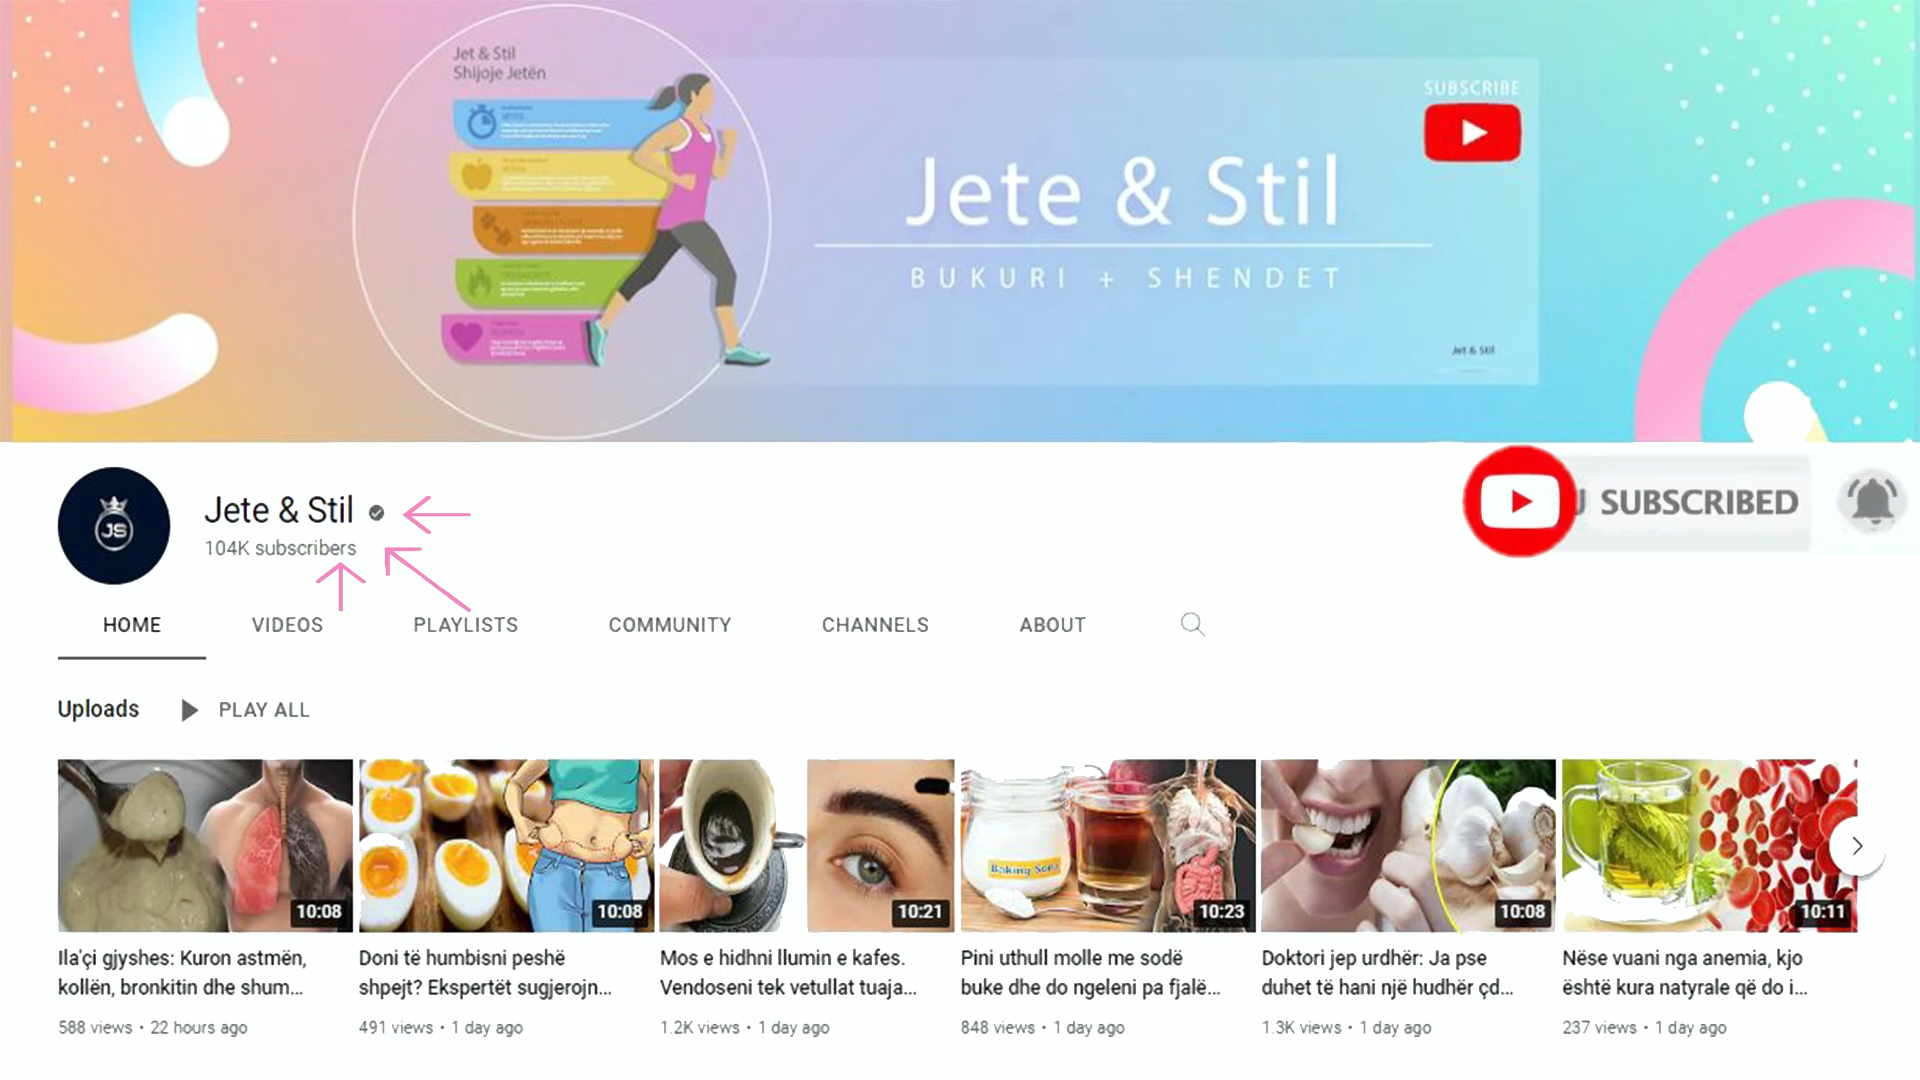 Jet & Stil
Shijoje Jetën
SUBSCRIBE
Jete & Stil
BUKURI + SHENDET
Jet & Stil
JS
Jete & Stil
104K subscribers
SUBSCRIBED
HOME VIDEOS PLAYLISTS COMMUNITY CHANNELS ABOUT
Uploads PLAY ALL
Baking Soda
10:08 10:08 10:21 10:23 10:08 10:11
Ila'çi gjyshes: Kuron astmën,
kollën, bronkitin dhe shum...
588 views • 22 hours ago
Doni të humbisni peshë
shpejt? Ekspertët sugjerojn...
491 views • 1 day ago
Mos e hidhni llumin e kafes.
Vendoseni tek vetullat tuaja...
1.2K views • 1 day ago
Pini uthull molle me sodë
buke dhe do ngeleni pa fjalë...
848 views • 1 day ago
Doktori jep urdhër: Ja pse
duhet të hani një hudhër çd...
1.3K views • 1 day ago
Nëse vuani nga anemia, kjo
është kura natyrale që do i...
237 views • 1 day ago